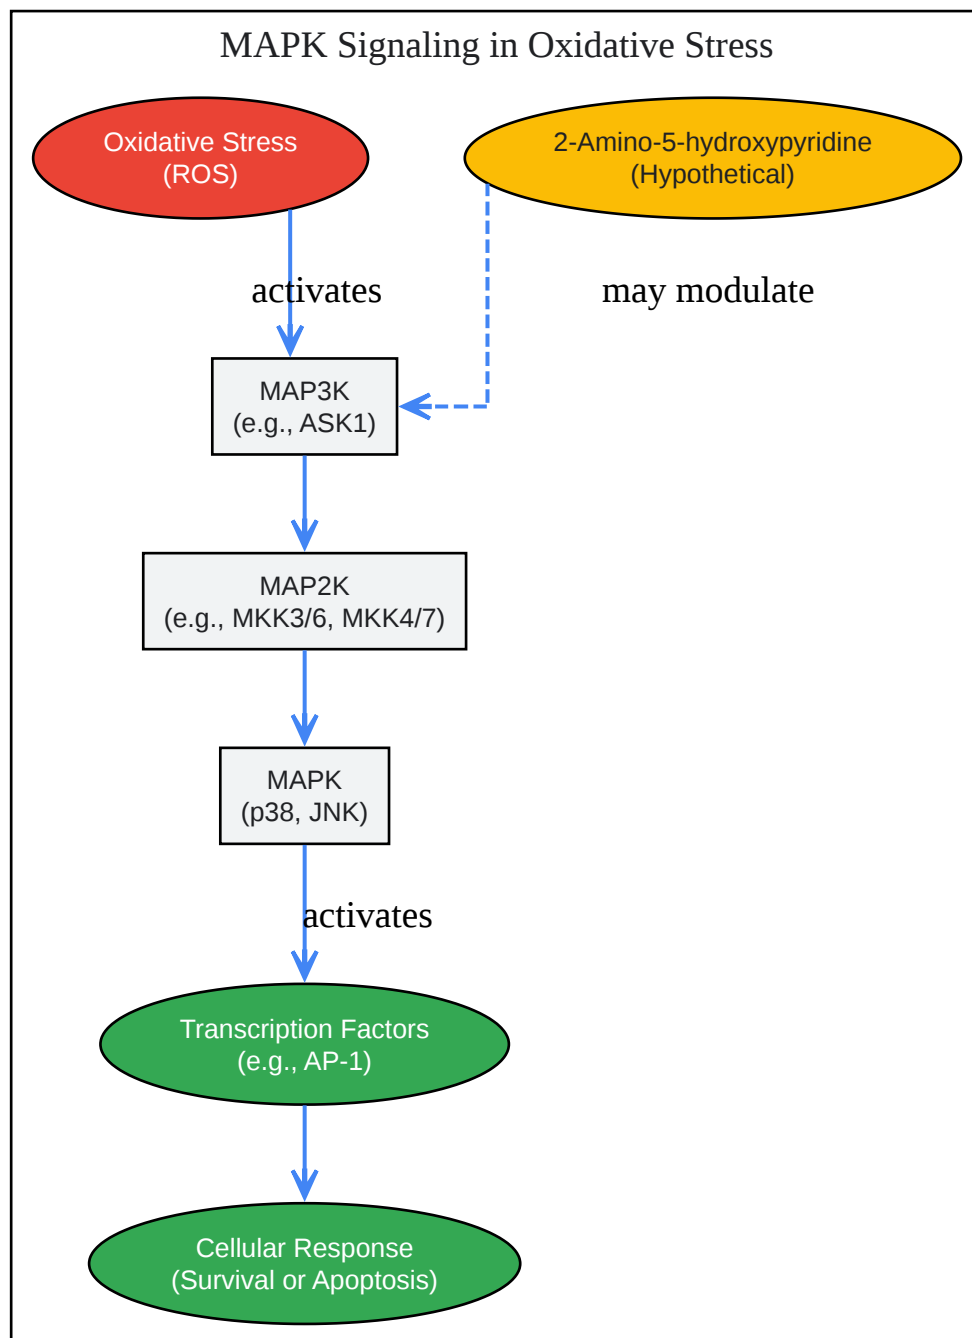 MAPK Signaling in Oxidative Stress
Oxidative Stress
(ROS)
2-Amino-5-hydroxypyridine
(Hypothetical)
activates
may modulate
MAP3K
(e.g., ASK1)
MAP2K
(e.g., MKK3/6, MKK4/7)
MAPK
(p38, JNK)
activates
Transcription Factors
(e.g., AP-1)
Cellular Response
(Survival or Apoptosis)